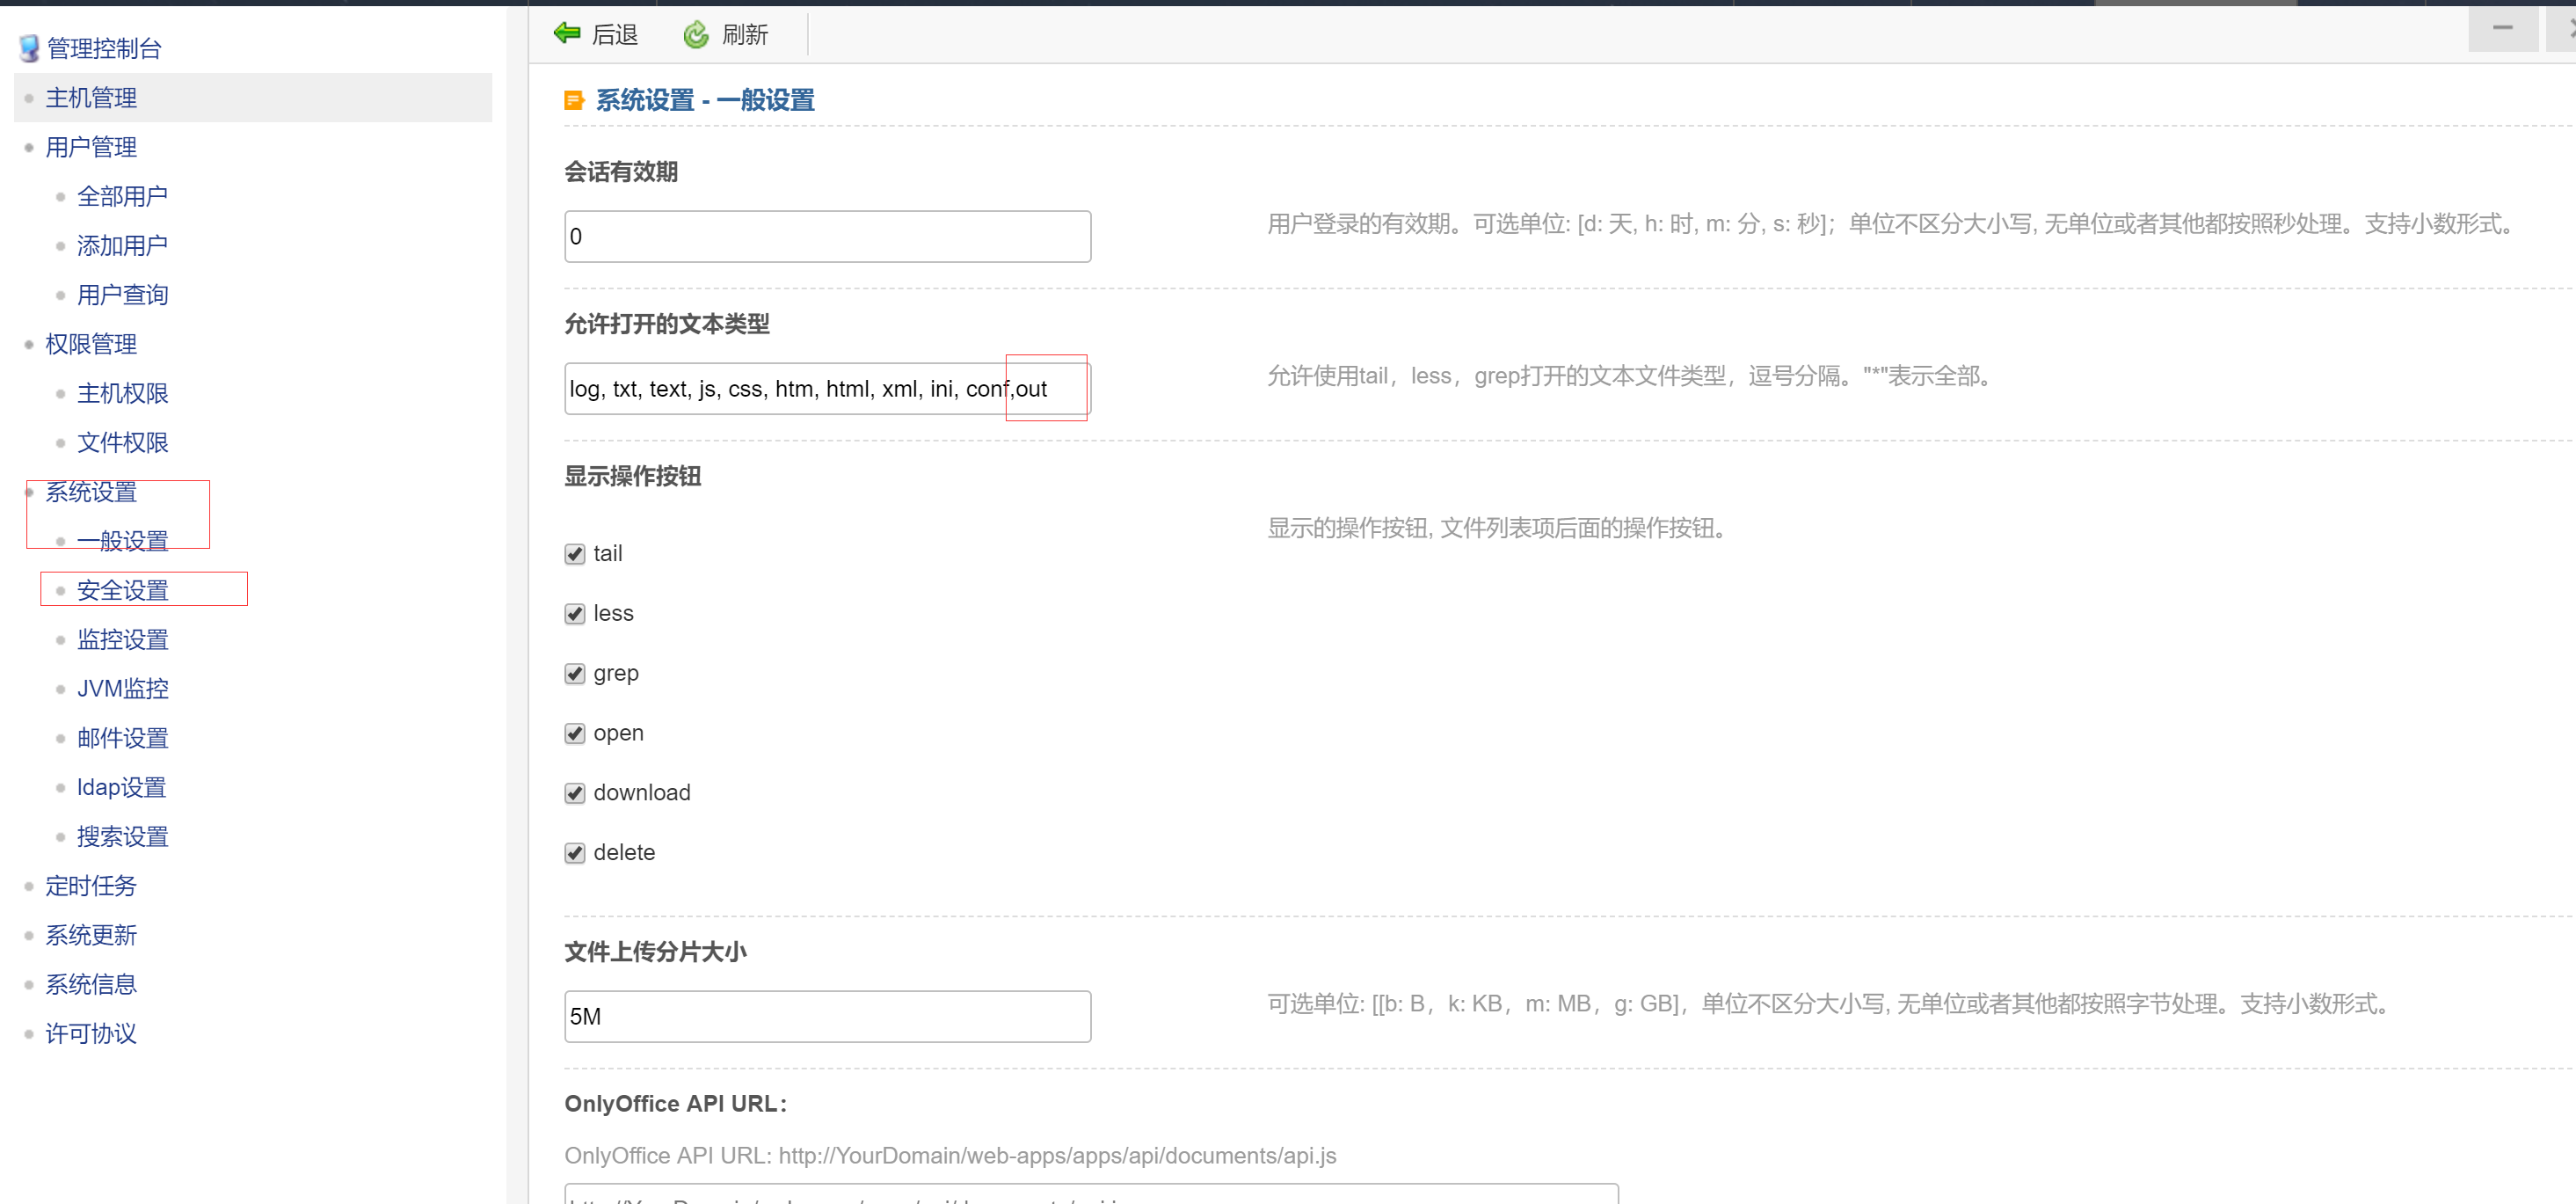 管理控制台
主机管理
用户管理
全部用户
添加用户
用户查询
权限管理
主机权限
文件权限
系统设置
一般设置
安全设置
监控设置
JVM监控
邮件设置
ldap设置
搜索设置
定时任务
系统更新
系统信息
许可协议
后退 刷新
系统设置 - 一般设置
会话有效期
0
用户登录的有效期。可选单位: [d: 天, h: 时, m: 分, s: 秒]；单位不区分大小写, 无单位或者其他都按照秒处理。支持小数形式。
允许打开的文本类型
log, txt, text, js, css, htm, html, xml, ini, conf,out
允许使用tail，less，grep打开的文本文件类型，逗号分隔。"*"表示全部。
显示操作按钮
显示的操作按钮, 文件列表项后面的操作按钮。
tail
less
grep
open
download
delete
文件上传分片大小
5M
可选单位: [[b: B，k: KB，m: MB，g: GB]，单位不区分大小写, 无单位或者其他都按照字节处理。支持小数形式。
OnlyOffice API URL：
OnlyOffice API URL: http://YourDomain/web-apps/apps/api/documents/api.js